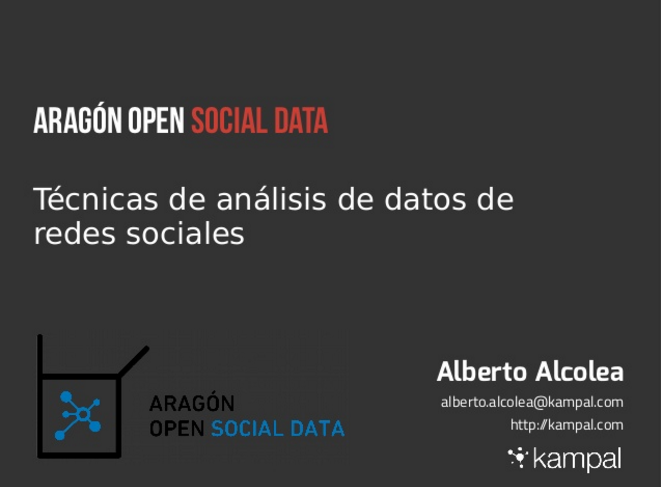 ARAGÓN OPEN SOCIAL DATA
Técnicas de análisis de datos de
redes sociales
ARAGÓN
OPEN SOCIAL DATA
Alberto Alcolea
alberto.alcolea@kampal.com
http://kampal.com
kampal